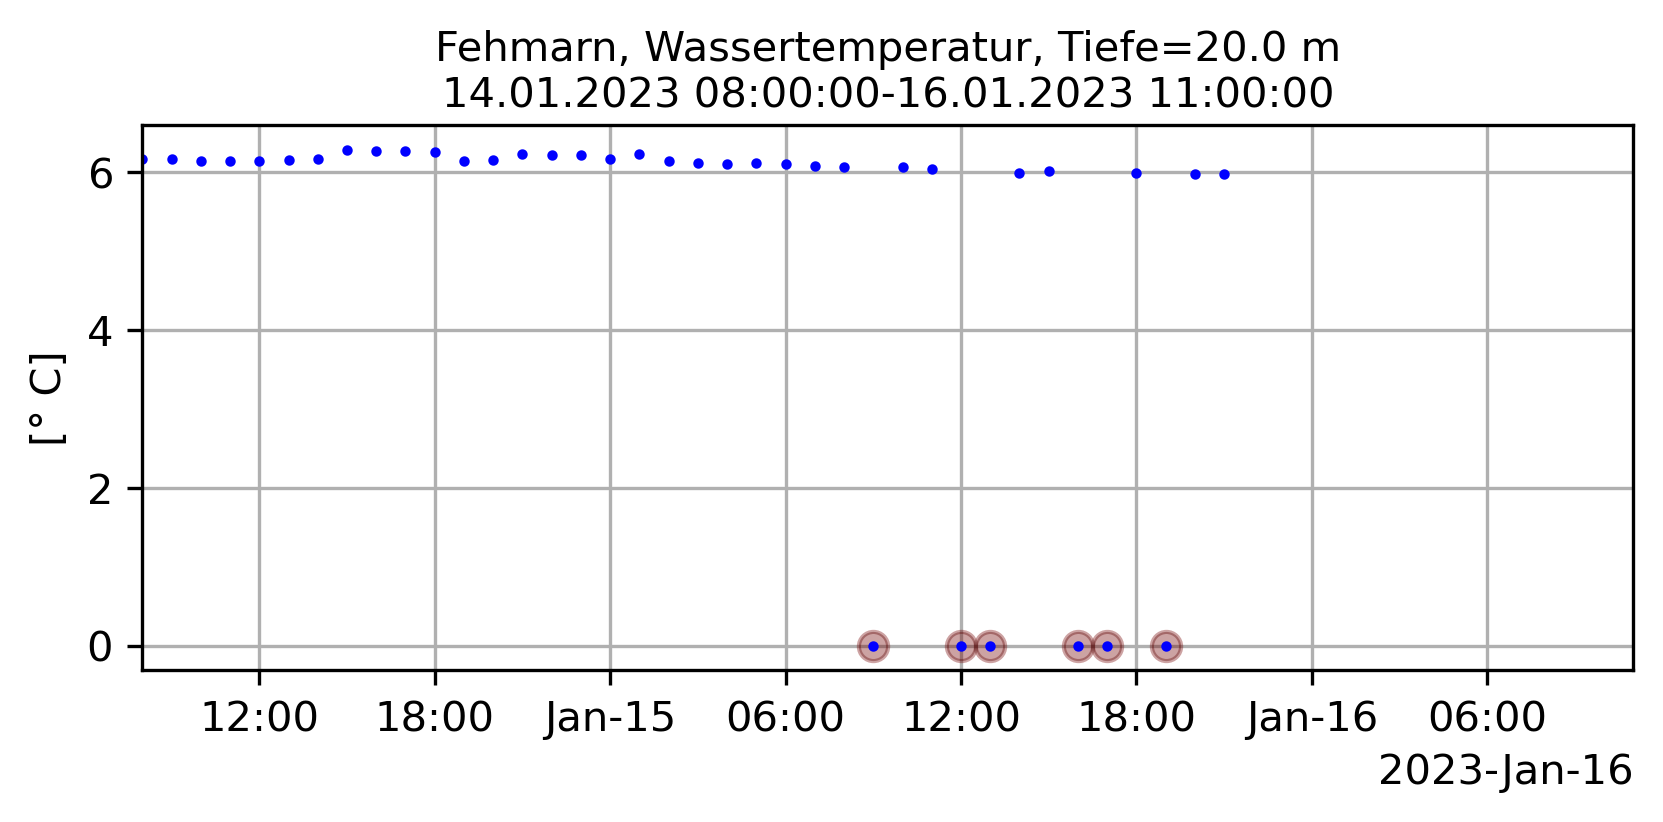 Fehmarn, Wassertemperatur, Tiefe=20.0 m
14.01.2023 08:00:00-16.01.2023 11:00:00
6
4
2
0
[° C]
12:00 18:00 Jan-15 06:00 12:00 18:00 Jan-16 06:00
2023-Jan-16